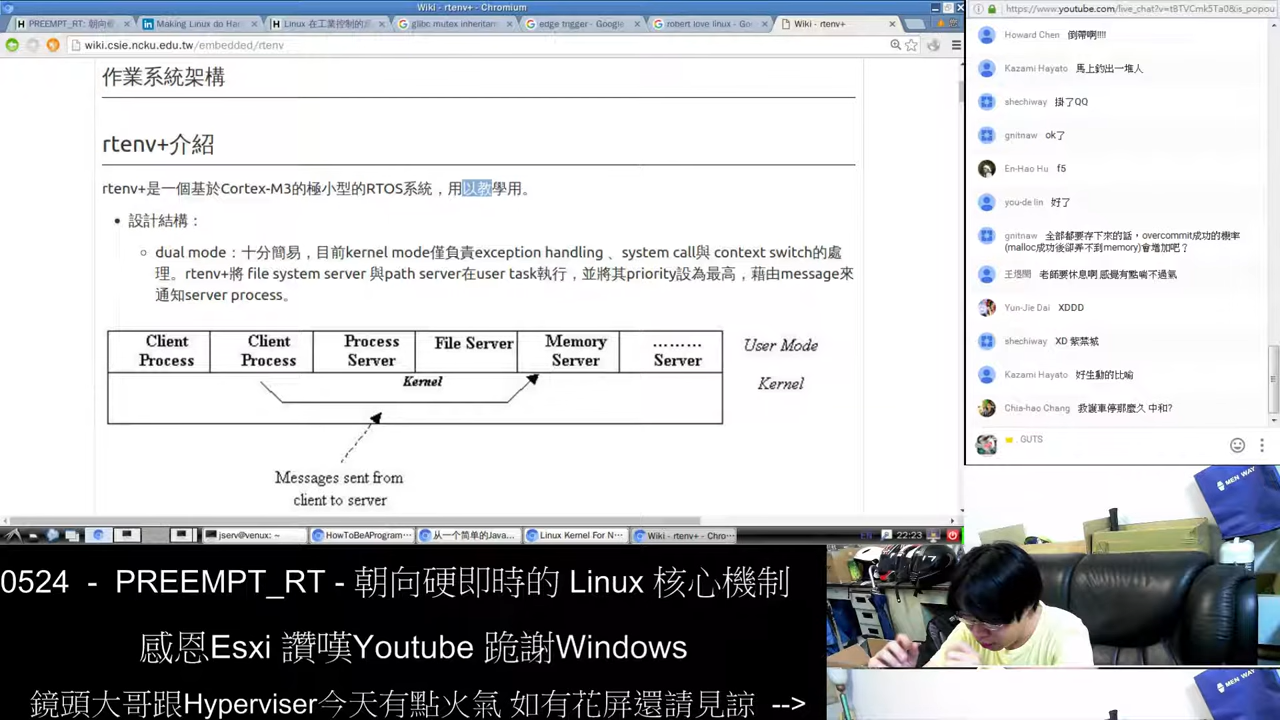 Wiki - rtenv+ - Chromium
PREEMPT_RT: 朝向硬
Making Linux do Har
Linux 在工業控制的應
glibc mutex inheritan
edge trigger - Google
robert love linux - Go
Wiki - rtenv+
wiki.csie.ncku.edu.tw/embedded/rtenv
作業系統架構
rtenv+介紹
rtenv+是一個基於Cortex-M3的極小型的RTOS系統，用以教學用。
設計結構：
dual mode：十分簡易，目前kernel mode僅負責exception handling 、system call與 context switch的處
理。rtenv+將 file system server 與path server在user task執行，並將其priority設為最高，藉由message來
通知server process。
Client Process
Client Process
Process Server
File Server
Memory Server
......... Server
User Mode
Kernel
Kernel
Messages sent from
client to server
jserv@venux: ~
HowToBeAProgram...
从一个简单的Java...
Linux Kernel For N...
Wiki - rtenv+ - Chro...
EN
22:23
https://www.youtube.com/live_chat?v=tBTVCmk5Ta0&is_popou
Howard Chen 倒帶啊!!!!
Kazami Hayato 馬上釣出一堆人
shechiway 掛了QQ
gnitnaw ok了
En-Hao Hu f5
you-de lin 好了
gnitnaw 全部都要存下來的話，overcommit成功的機率
(malloc成功後卻弄不到memory)會增加吧？
老師要休息啊 感覺有點喘不過氣
Yun-Jie Dai XDDD
shechiway XD 紫禁城
Kazami Hayato 好生動的比喻
Chia-hao Chang 救護車停那麼久 中和?
. GUTS
MEN WAY
MEN WAY
0524 - PREEMPT_RT - 朝向硬即時的 Linux 核心機制
感恩Esxi 讚嘆Youtube 跪謝Windows
鏡頭大哥跟Hyperviser今天有點火氣 如有花屏還請見諒 -->